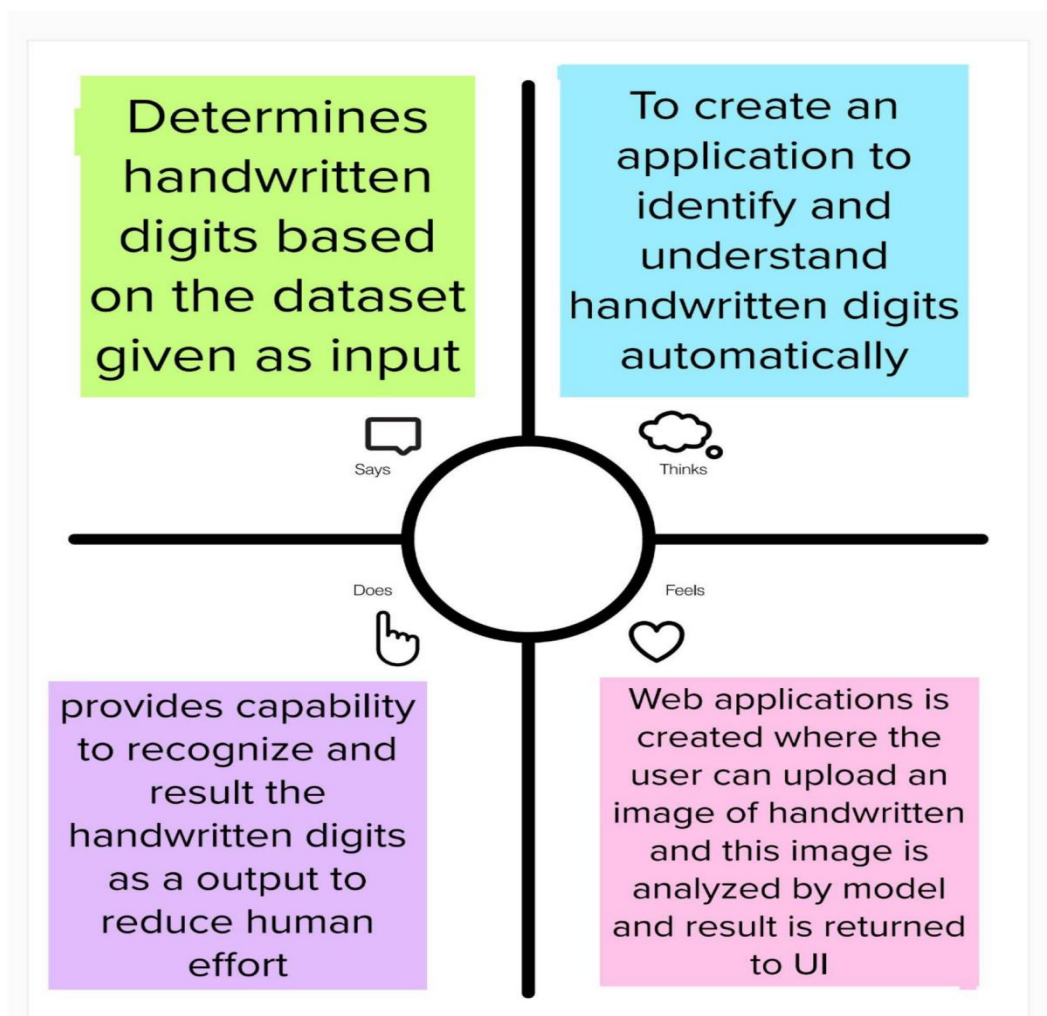 Determines
handwritten
digits based
on the dataset
given as input
To create an
application to
identify and
understand
handwritten digits
automatically
Says
Thinks
Does
Feels
provides capability
to recognize and
result the
handwritten digits
as a output to
reduce human
effort
Web applications is
created where the
user can upload an
image of handwritten
and this image is
analyzed by model
and result is returned
to UI